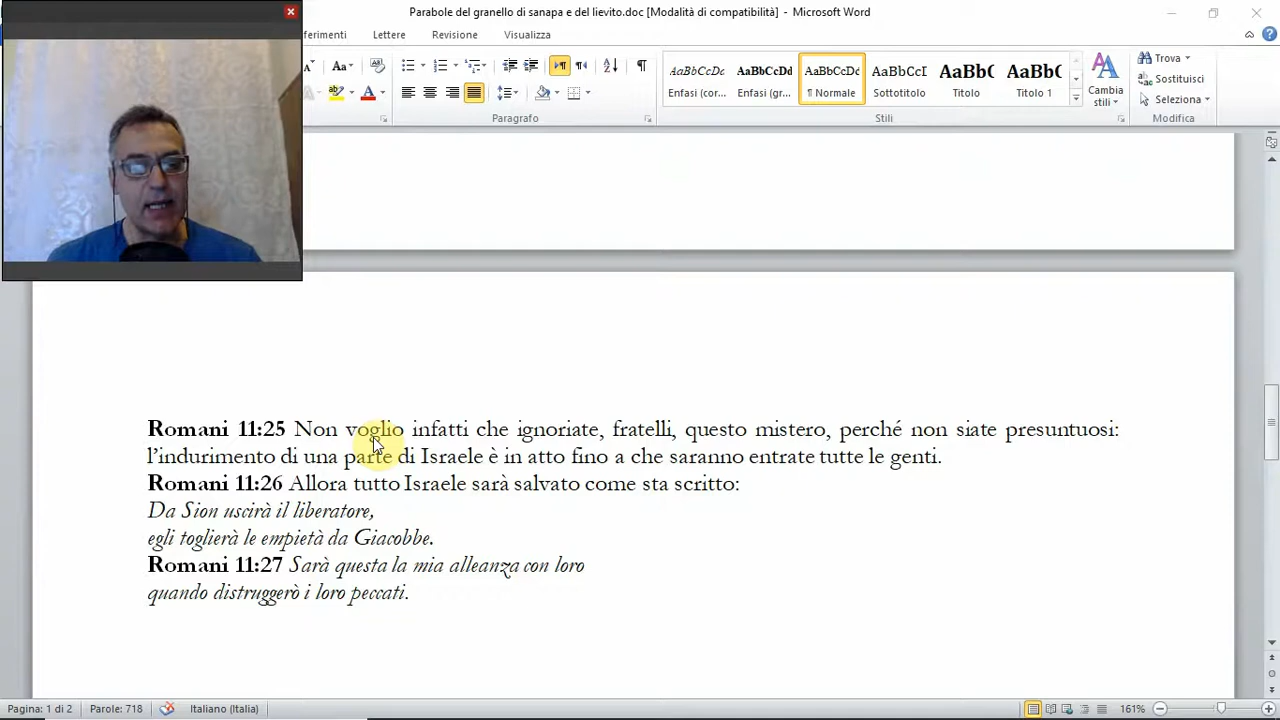 Parabole del granello di sanapa e del lievito.doc [Modalità di compatibilità] - Microsoft Word
Lettere Revisione Visualizza
Aa
AaBbCcDc AaBbCcDd AaBbCcDc AaBbCcI AaBb( AaBb(
Enfasi (cor... Enfasi (gr... ¶ Normale Sottotitolo Titolo Titolo 1
Cambia stili
Trova
Sostituisci
Seleziona
Paragrafo Stili Modifica
Romani 11:25 Non voglio infatti che ignoriate, fratelli, questo mistero, perché non siate presuntuosi:
l'indurimento di una parte di Israele è in atto fino a che saranno entrate tutte le genti.
Romani 11:26 Allora tutto Israele sarà salvato come sta scritto:
Da Sion uscirà il liberatore,
egli toglierà le empietà da Giacobbe.
Romani 11:27 Sarà questa la mia alleanza con loro
quando distruggerò i loro peccati.
Pagina: 1 di 2 Parole: 718 Italiano (Italia) 161%